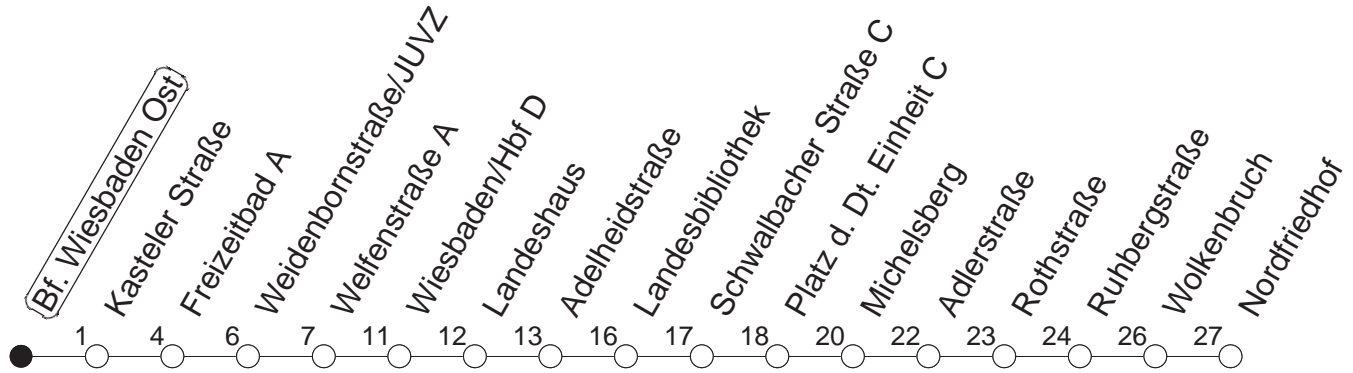 Bf. Wiesbaden Ost
Kasteler Straße
Freizeitbad A
Weidenbornstraße/JUVZ
Welfenstraße A
Wiesbaden/Hbf D
Landeshaus
Adelheidstraße
Landesbibliothek
Schwalbacher Straße C
Platz d. Dt. Einheit C
Michelsberg
Adlerstraße
Rothstraße
Ruhbergstraße
Wolkenbruch
Nordfriedhof
1 4 6 7 11 12 13 16 17 18 20 22 23 24 26 27